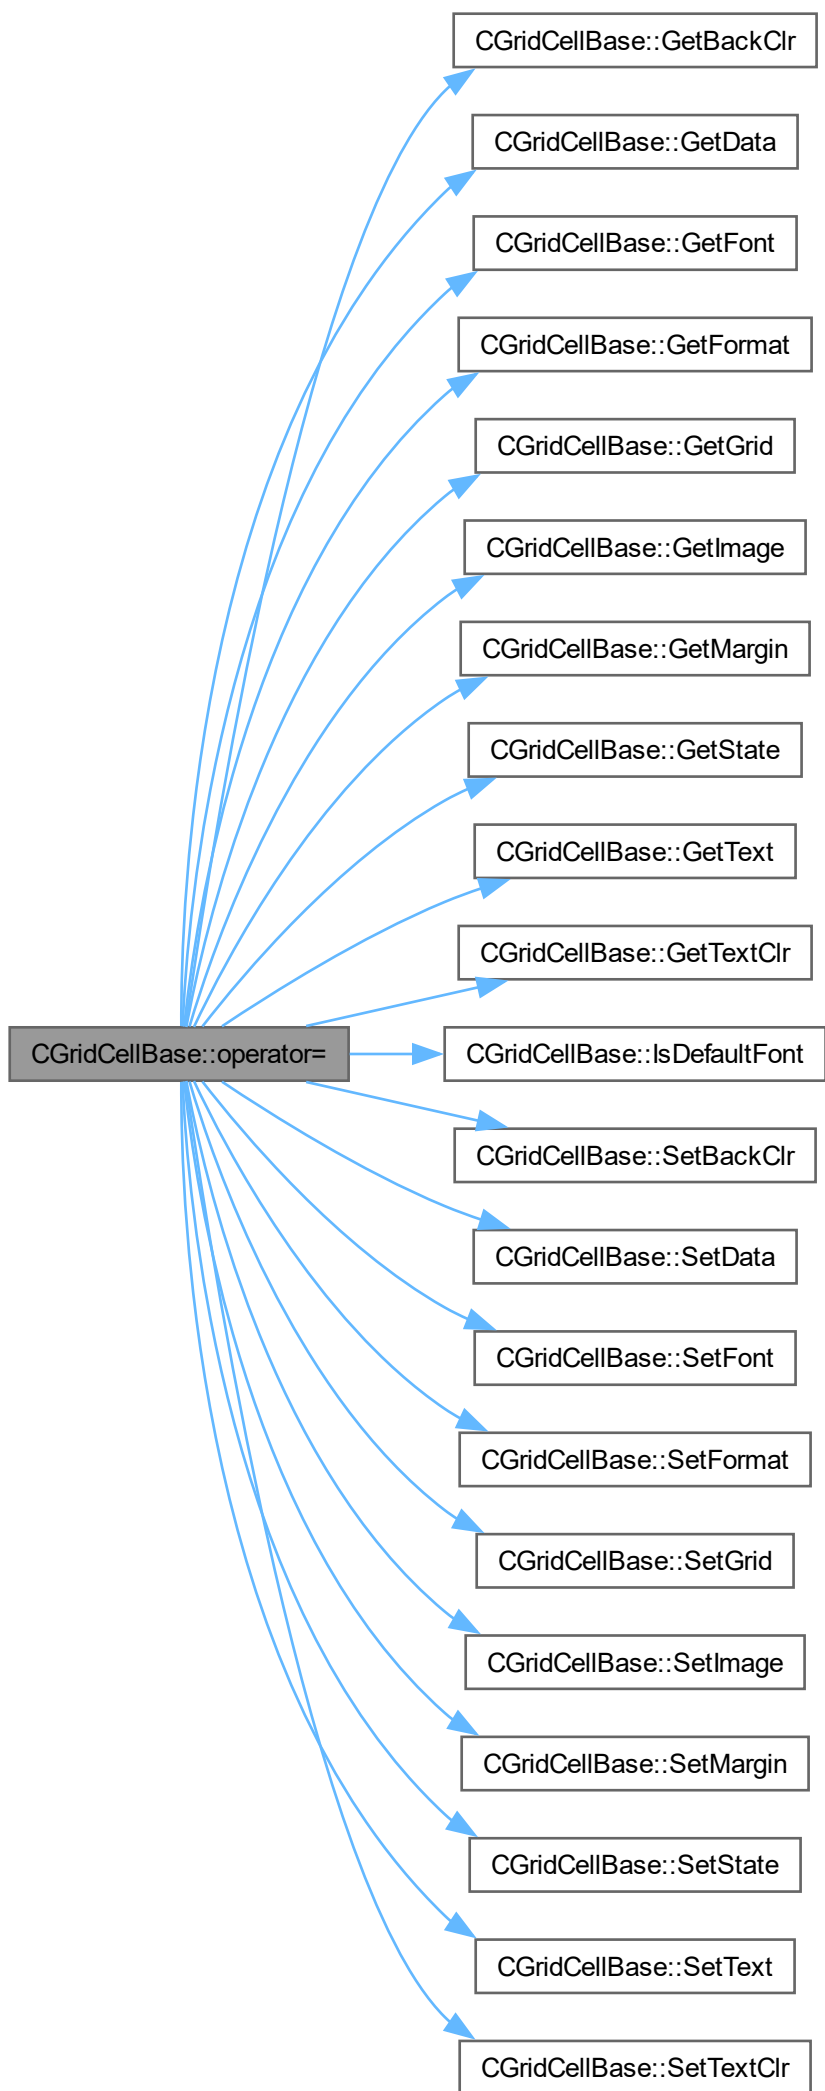 CGridCellBase::GetBackClr
CGridCellBase::GetData
CGridCellBase::GetFont
CGridCellBase::GetFormat
CGridCellBase::GetGrid
CGridCellBase::GetImage
CGridCellBase::GetMargin
CGridCellBase::GetState
CGridCellBase::GetText
CGridCellBase::GetTextClr
CGridCellBase::operator=
CGridCellBase::IsDefaultFont
CGridCellBase::SetBackClr
CGridCellBase::SetData
CGridCellBase::SetFont
CGridCellBase::SetFormat
CGridCellBase::SetGrid
CGridCellBase::SetImage
CGridCellBase::SetMargin
CGridCellBase::SetState
CGridCellBase::SetText
CGridCellBase::SetTextClr